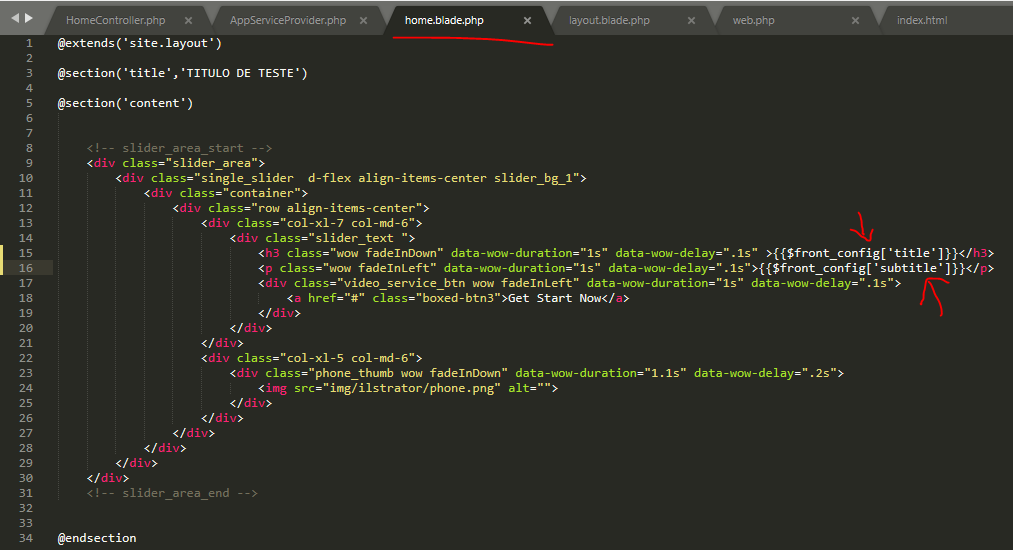 HomeController.php × AppServiceProvider.php × home.blade.php × layout.blade.php × web.php × index.html
1 @extends('site.layout')
2
3 @section('title','TITULO DE TESTE')
4
5 @section('content')
6
7
8 <!-- slider_area_start -->
9 <div class="slider_area">
10 <div class="single_slider  d-flex align-items-center slider_bg_1">
11 <div class="container">
12 <div class="row align-items-center">
13 <div class="col-xl-7 col-md-6">
14 <div class="slider_text ">
15 <h3 class="wow fadeInDown" data-wow-duration="1s" data-wow-delay=".1s" >{{$front_config['title']}}</h3>
16 <p class="wow fadeInLeft" data-wow-duration="1s" data-wow-delay=".1s">{{$front_config['subtitle']}}</p>
17 <div class="video_service_btn wow fadeInLeft" data-wow-duration="1s" data-wow-delay=".1s">
18 <a href="#" class="boxed-btn3">Get Start Now</a>
19 </div>
20 </div>
21 </div>
22 <div class="col-xl-5 col-md-6">
23 <div class="phone_thumb wow fadeInDown" data-wow-duration="1.1s" data-wow-delay=".2s">
24 <img src="img/ilstrator/phone.png" alt="">
25 </div>
26 </div>
27 </div>
28 </div>
29 </div>
30 </div>
31 <!-- slider_area_end -->
32
33
34 @endsection